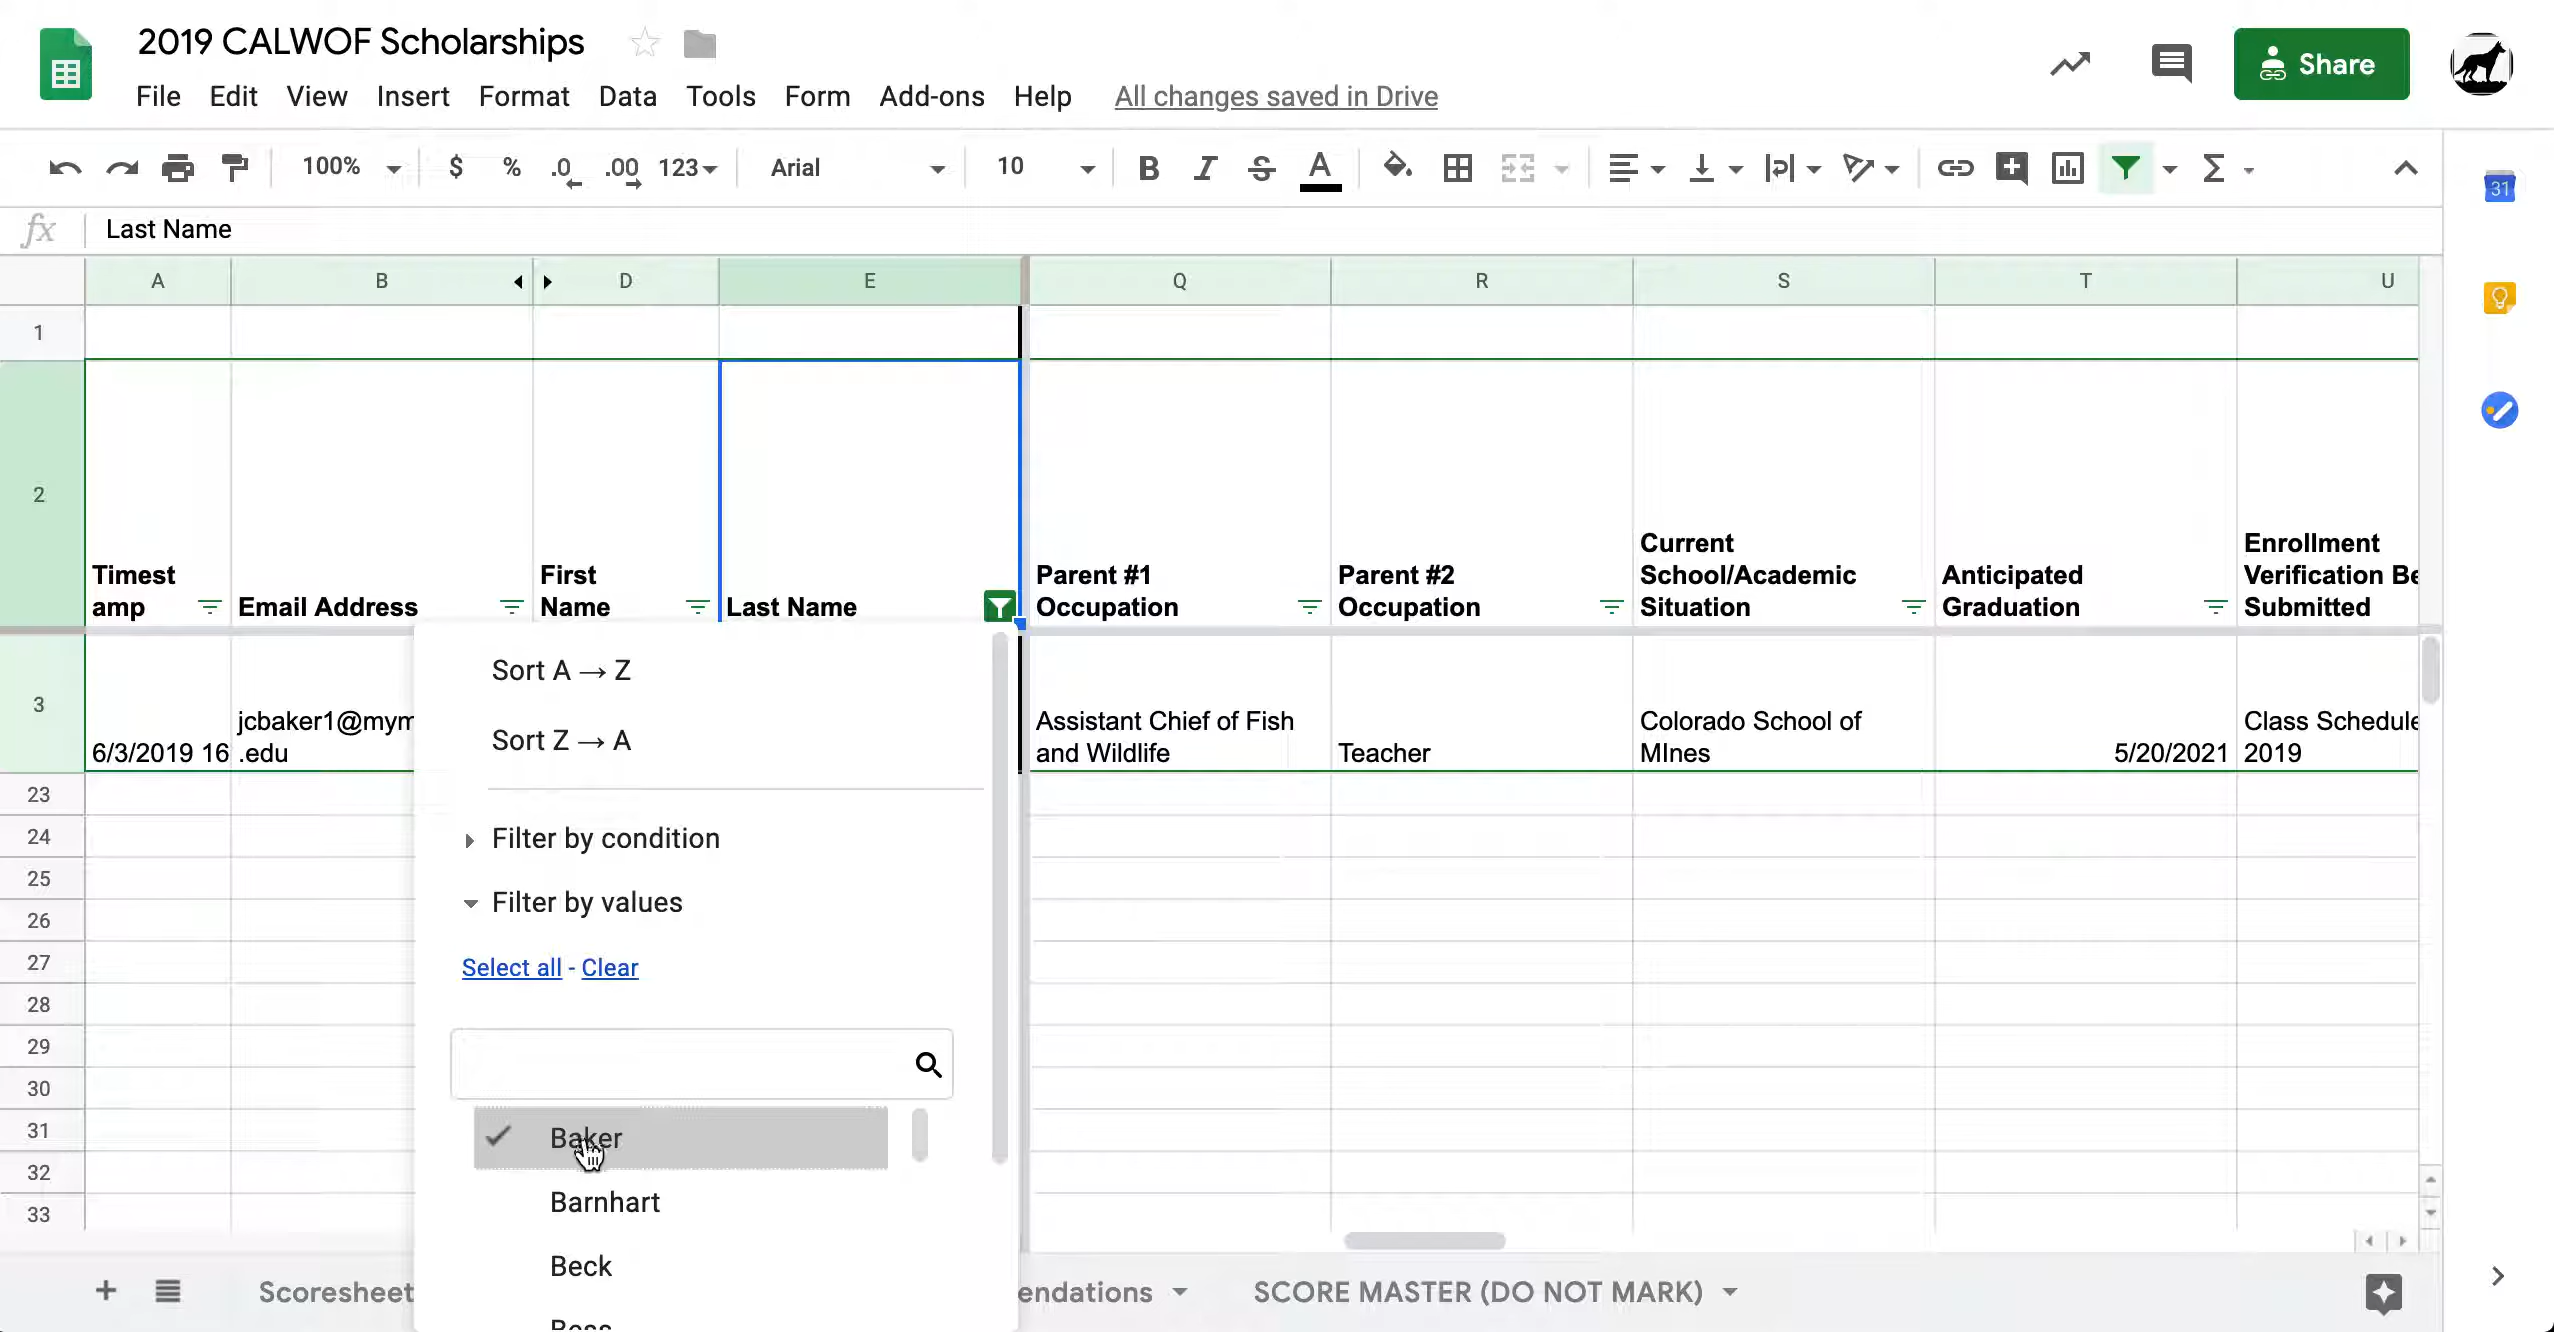 2019 CALWOF Scholarships
File Edit View Insert Format Data Tools Form Add-ons Help All changes saved in Drive
Share
100% $ % .0 .00 123 Arial 10 B I S A Σ
31
fx Last Name
A B D E Q R S T U
1
2
Timest
amp
Email Address
First
Name
Last Name
Parent #1
Occupation
Parent #2
Occupation
Current
School/Academic
Situation
Anticipated
Graduation
Enrollment
Verification Be
Submitted
3
6/3/2019 16
jcbaker1@mym
.edu
Assistant Chief of Fish
and Wildlife
Teacher
Colorado School of
MInes
5/20/2021
Class Schedule
2019
Sort A → Z
Sort Z → A
Filter by condition
Filter by values
Select all - Clear
Baker
Barnhart
Beck
23
24
25
26
27
28
29
30
31
32
33
Scoresheet
endations
SCORE MASTER (DO NOT MARK)